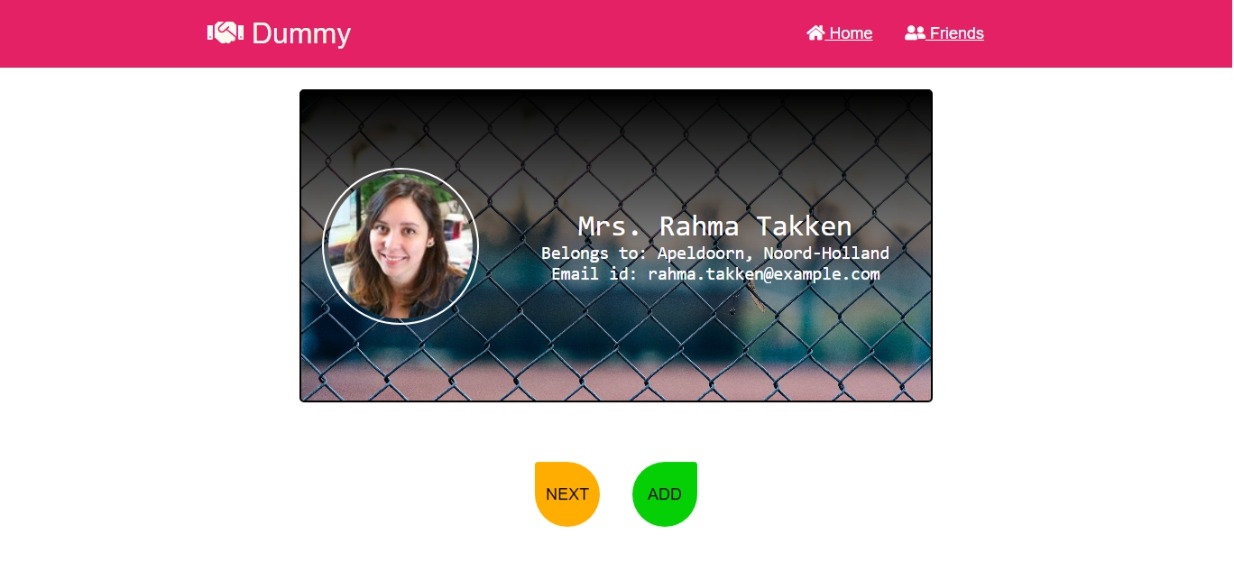 Dummy
Home
Friends
Mrs. Rahma Takken
Belongs to: Apeldoorn, Noord-Holland
Email id: rahma.takken@example.com
NEXT
ADD